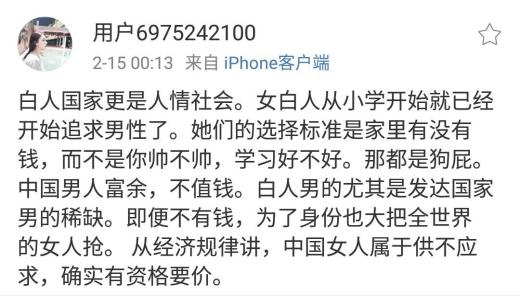 用户6975242100
2-15 00:13 来自 iPhone客户端
白人国家更是人情社会。女白人从小学开始就已经
开始追求男性了。她们的选择标准是家里有没有
钱，而不是你帅不帅，学习好不好。那都是狗屁。
中国男人富余，不值钱。白人男的尤其是发达国家
男的稀缺。即便不有钱，为了身份也大把全世界
的女人抢。 从经济规律讲，中国女人属于供不应
求，确实有资格要价。